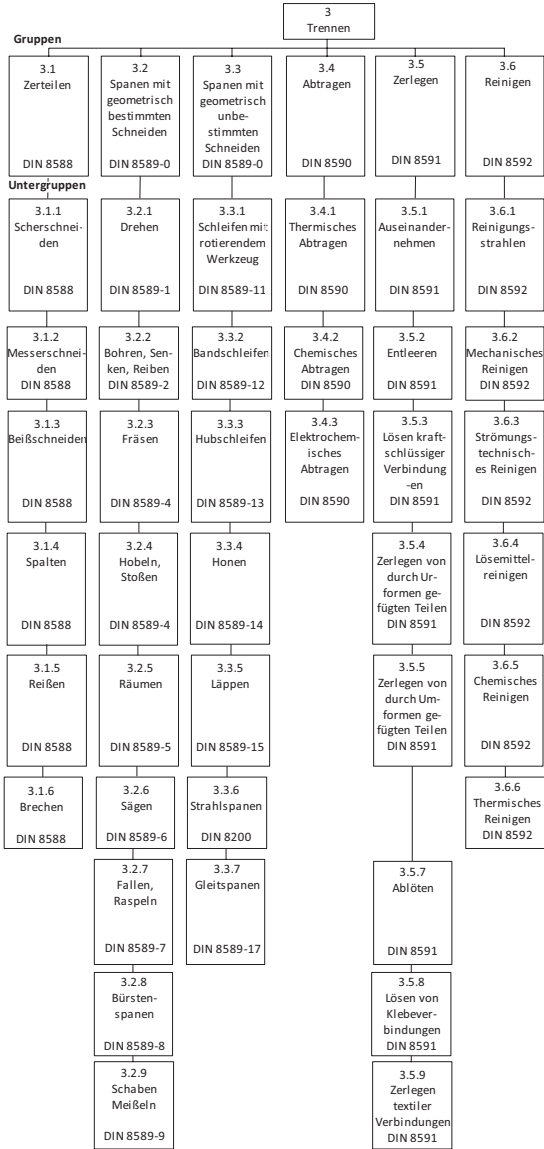 3
Trennen
Gruppen
3.1
Zerteilen
DIN 8588
3.2
Spanen mit
geometrisch
bestimmten
Schneiden
DIN 8589-0
3.3
Spanen mit
geometrisch
unbe-
stimmten
Schneiden
DIN 8589-0
3.4
Abtragen
DIN 8590
3.5
Zerlegen
DIN 8591
3.6
Reinigen
DIN 8592
Untergruppen
3.1.1
Scherschnei-
den
DIN 8588
3.1.2
Messerschnei-
den
DIN 8588
3.1.3
Beißschneiden
DIN 8588
3.1.4
Spalten
DIN 8588
3.1.5
Reißen
DIN 8588
3.1.6
Brechen
DIN 8588
3.2.1
Drehen
DIN 8589-1
3.2.2
Bohren, Sen-
ken, Reiben
DIN 8589-2
3.2.3
Fräsen
DIN 8589-4
3.2.4
Hobeln,
Stoßen
DIN 8589-4
3.2.5
Räumen
DIN 8589-5
3.2.6
Sägen
DIN 8589-6
3.2.7
Fallen,
Raspeln
DIN 8589-7
3.2.8
Bürsten-
spanen
DIN 8589-8
3.2.9
Schaben
Meißeln
DIN 8589-9
3.3.1
Schleifen mit
rotierendem
Werkzeug
DIN 8589-11
3.3.2
Bandschleifen
DIN 8589-12
3.3.3
Hubschleifen
DIN 8589-13
3.3.4
Honen
DIN 8589-14
3.3.5
Läppen
DIN 8589-15
3.3.6
Strahlspanen
DIN 8200
3.3.7
Gleitspanen
DIN 8589-17
3.4.1
Thermisches
Abtragen
DIN 8590
3.4.2
Chemisches
Abtragen
DIN 8590
3.4.3
Elektrochem-
isches
Abtragen
DIN 8590
3.5.1
Auseinander-
nehmen
DIN 8591
3.5.2
Entleeren
DIN 8591
3.5.3
Lösen kraft-
schlüssiger
Verbindung
-en
DIN 8591
3.5.4
Zerlegen von
durch Ur-
formen ge-
fügten Teilen
DIN 8591
3.5.5
Zerlegen von
durch Um-
formen ge-
fügten Teilen
DIN 8591
3.5.7
Ablöten
DIN 8591
3.5.8
Lösen von
Klebever-
bindungen
DIN 8591
3.5.9
Zerlegen
textiler
Verbindungen
DIN 8591
3.6.1
Reinigungs-
strahlen
DIN 8592
3.6.2
Mechanisches
Reinigen
DIN 8592
3.6.3
Strömungs-
technisch-
es Reinigen
DIN 8592
3.6.4
Lösemittel-
reinigen
DIN 8592
3.6.5
Chemisches
Reinigen
DIN 8592
3.6.6
Thermisches
Reinigen
DIN 8592